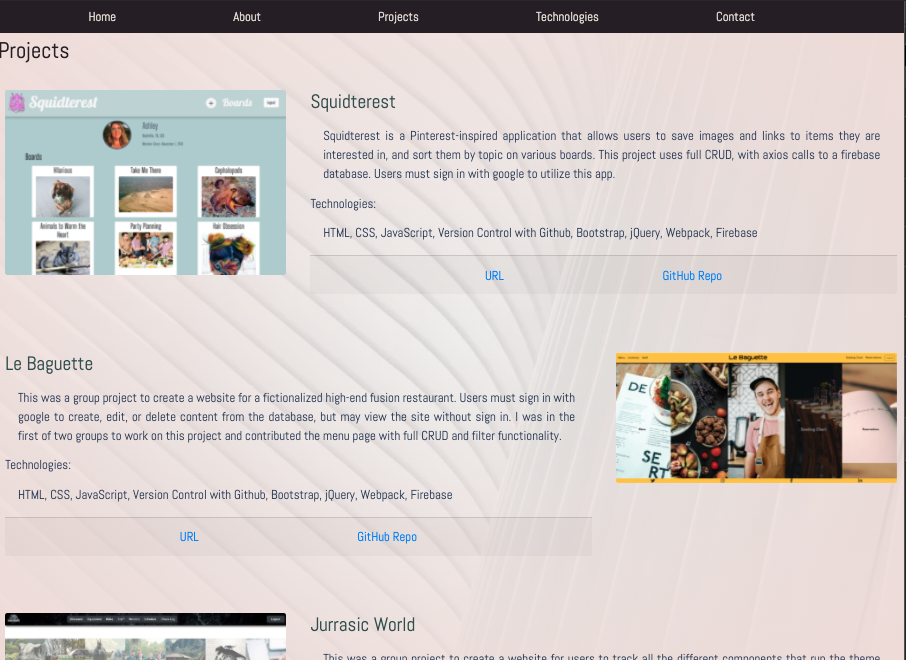 Home About Projects Technologies Contact
Projects
Squidterest
Boards
Ashley
Boards
Hilarious
Take Me There
Cephalopods
Animals to Warm the
Heart
Party Planning
Hair Obsession
Squidterest
Squidterest is a Pinterest-inspired application that allows users to save images and links to items they are
interested in, and sort them by topic on various boards. This project uses full CRUD, with axios calls to a firebase
database. Users must sign in with google to utilize this app.
Technologies:
HTML, CSS, JavaScript, Version Control with Github, Bootstrap, jQuery, Webpack, Firebase
URL GitHub Repo
Le Baguette
This was a group project to create a website for a fictionalized high-end fusion restaurant. Users must sign in with
google to create, edit, or delete content from the database, but may view the site without sign in. I was in the
first of two groups to work on this project and contributed the menu page with full CRUD and filter functionality.
Technologies:
HTML, CSS, JavaScript, Version Control with Github, Bootstrap, jQuery, Webpack, Firebase
URL GitHub Repo
Le Baguette
DE
SE
RT
Seating Chart
Reservations
Jurrasic World
This was a group project to create a website for users to track all the different components that run the theme